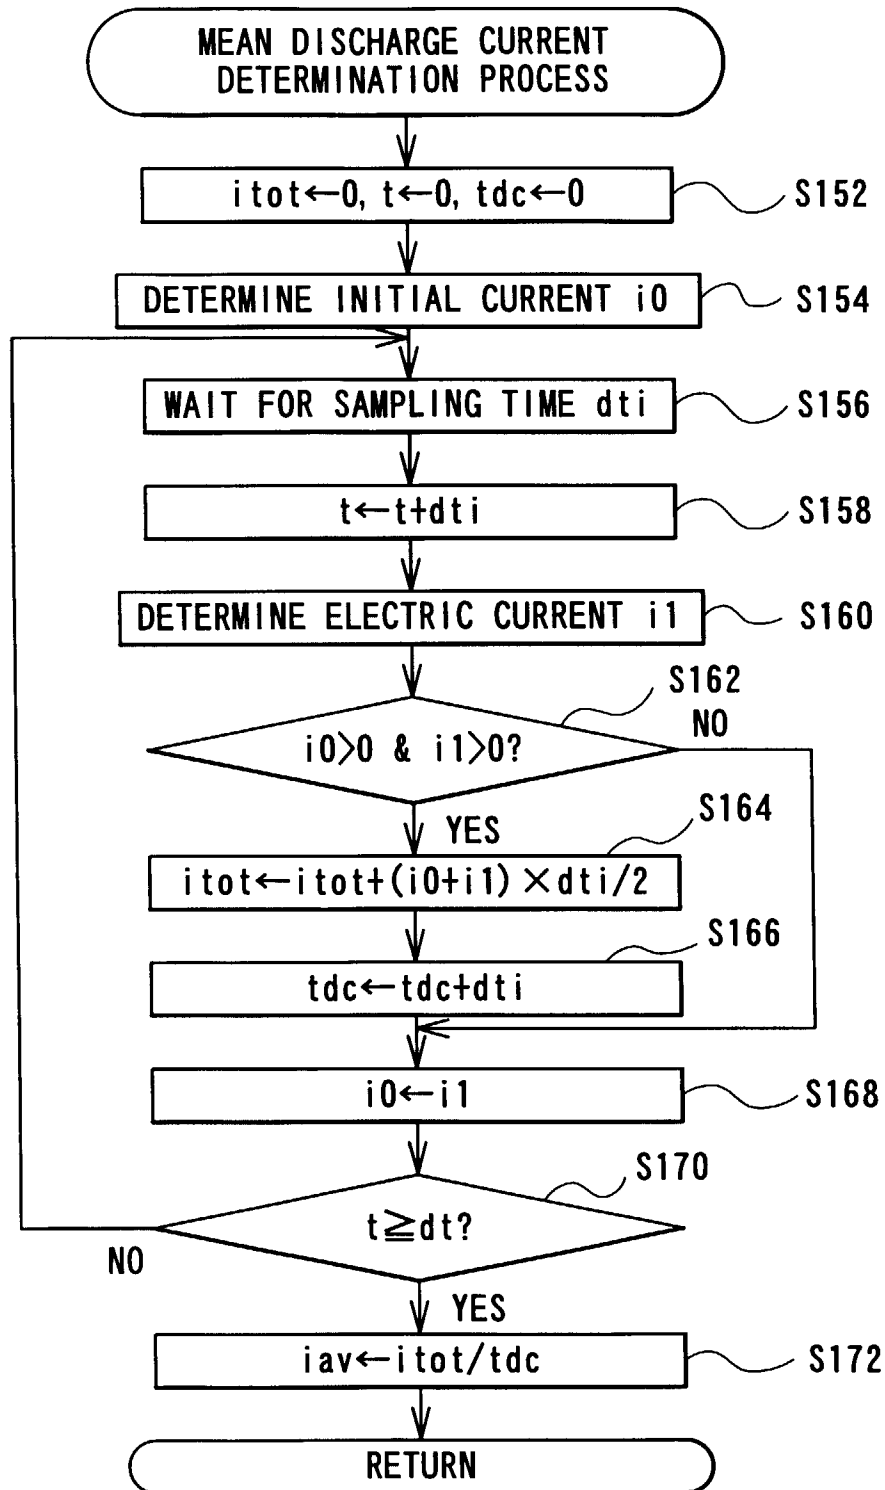 MEAN DISCHARGE CURRENT
DETERMINATION PROCESS
itot←0, t←0, tdc←0
S152
DETERMINE INITIAL CURRENT i0
S154
WAIT FOR SAMPLING TIME dti
S156
t←t+dti
S158
DETERMINE ELECTRIC CURRENT i1
S160
S162
i0>0 & i1>0?
NO
YES
S164
itot←itot+(i0+i1)×dti/2
S166
tdc←tdc+dti
i0←i1
S168
S170
t≧dt?
NO
YES
iav←itot/tdc
S172
RETURN